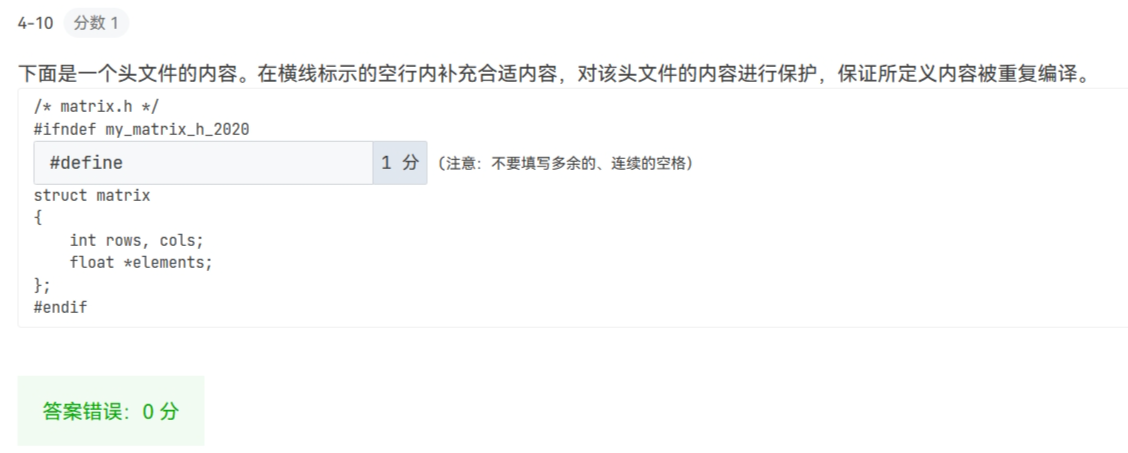 4-10 分数 1
下面是一个头文件的内容。在横线标示的空行内补充合适内容，对该头文件的内容进行保护，保证所定义内容被重复编译。
/* matrix.h */
#ifndef my_matrix_h_2020
#define 1 分 （注意：不要填写多余的、连续的空格）
struct matrix
{
    int rows, cols;
    float *elements;
};
#endif
答案错误：0 分